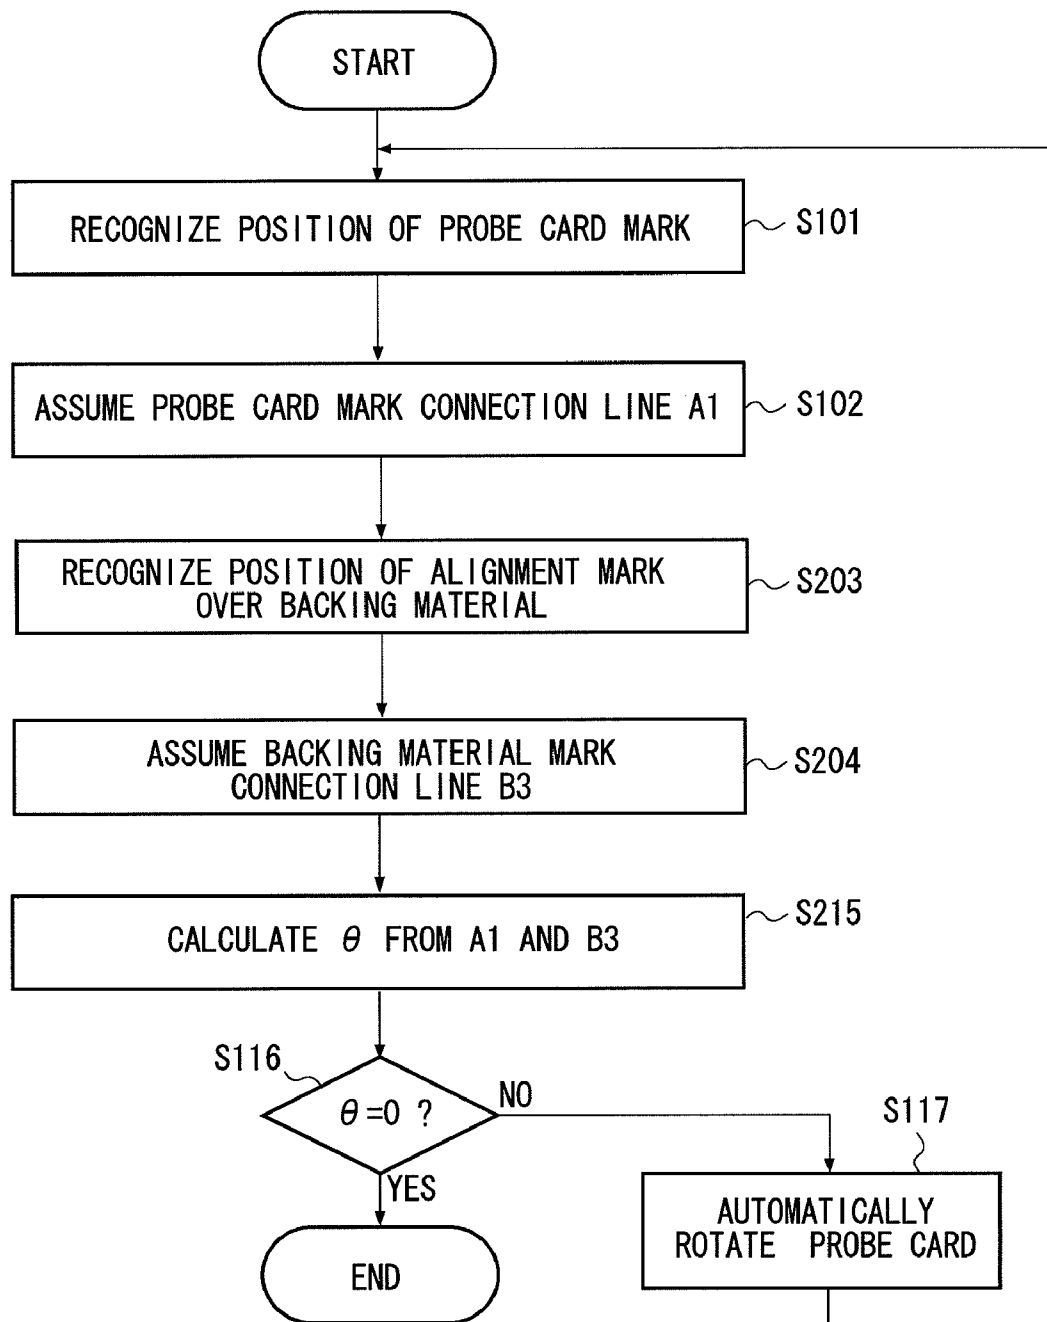 START
RECOGNIZE POSITION OF PROBE CARD MARK
S101
ASSUME PROBE CARD MARK CONNECTION LINE A1
S102
RECOGNIZE POSITION OF ALIGNMENT MARK
OVER BACKING MATERIAL
S203
ASSUME BACKING MATERIAL MARK
CONNECTION LINE B3
S204
CALCULATE θ FROM A1 AND B3
S215
S116
θ=0 ?
NO
YES
S117
AUTOMATICALLY
ROTATE PROBE CARD
END